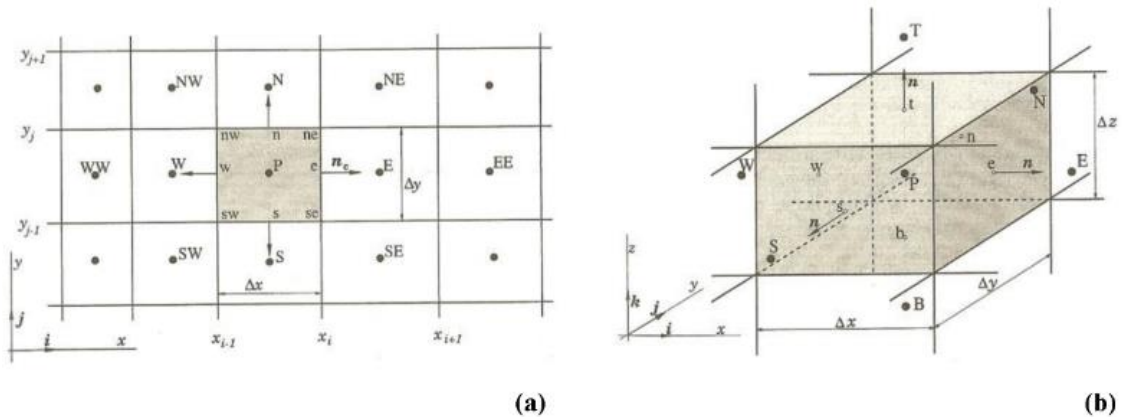 y_{j+1}
NW N NE
y_j
nw n ne
WW W w P e n_e E EE
Δy
sw s se
y_{j-1}
SW S SE
y
Δx
j
i x x_{i-1} x_i x_{i+1}
(a)
T
n
N
t
Δz
n
W w e n E
P
s
n
b
S
z
y
Δy
k
j
B
Δx
i x
(b)